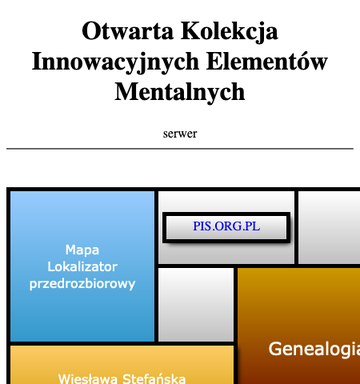 Otwarta Kolekcja
Innowacyjnych Elementów
Mentalnych
serwer
PIS.ORG.PL
Mapa
Lokalizator
przedrozbiorowy
Genealogia
Wiesława Stefańska